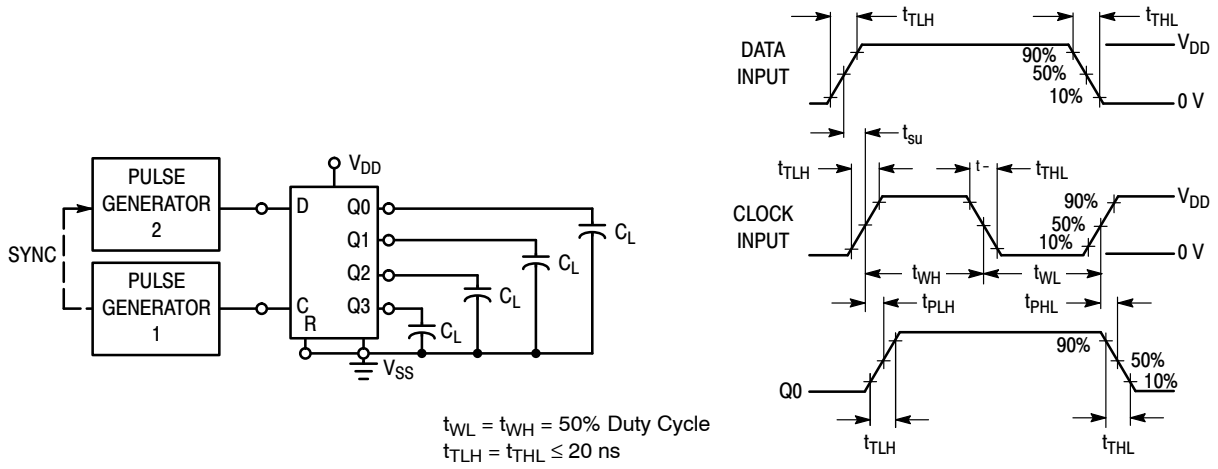 PULSE
GENERATOR
2
SYNC
PULSE
GENERATOR
1
VDD
D
C
R
Q0
Q1
Q2
Q3
CL
CL
CL
CL
VSS
tWL = tWH = 50% Duty Cycle
tTLH = tTHL ≤ 20 ns
tTLH
tTHL
DATA
INPUT
90%
50%
10%
VDD
0 V
tsu
tTLH
t-
tTHL
CLOCK
INPUT
90%
50%
10%
VDD
0 V
tWH
tWL
tPLH
tPHL
Q0
90%
50%
10%
tTLH
tTHL